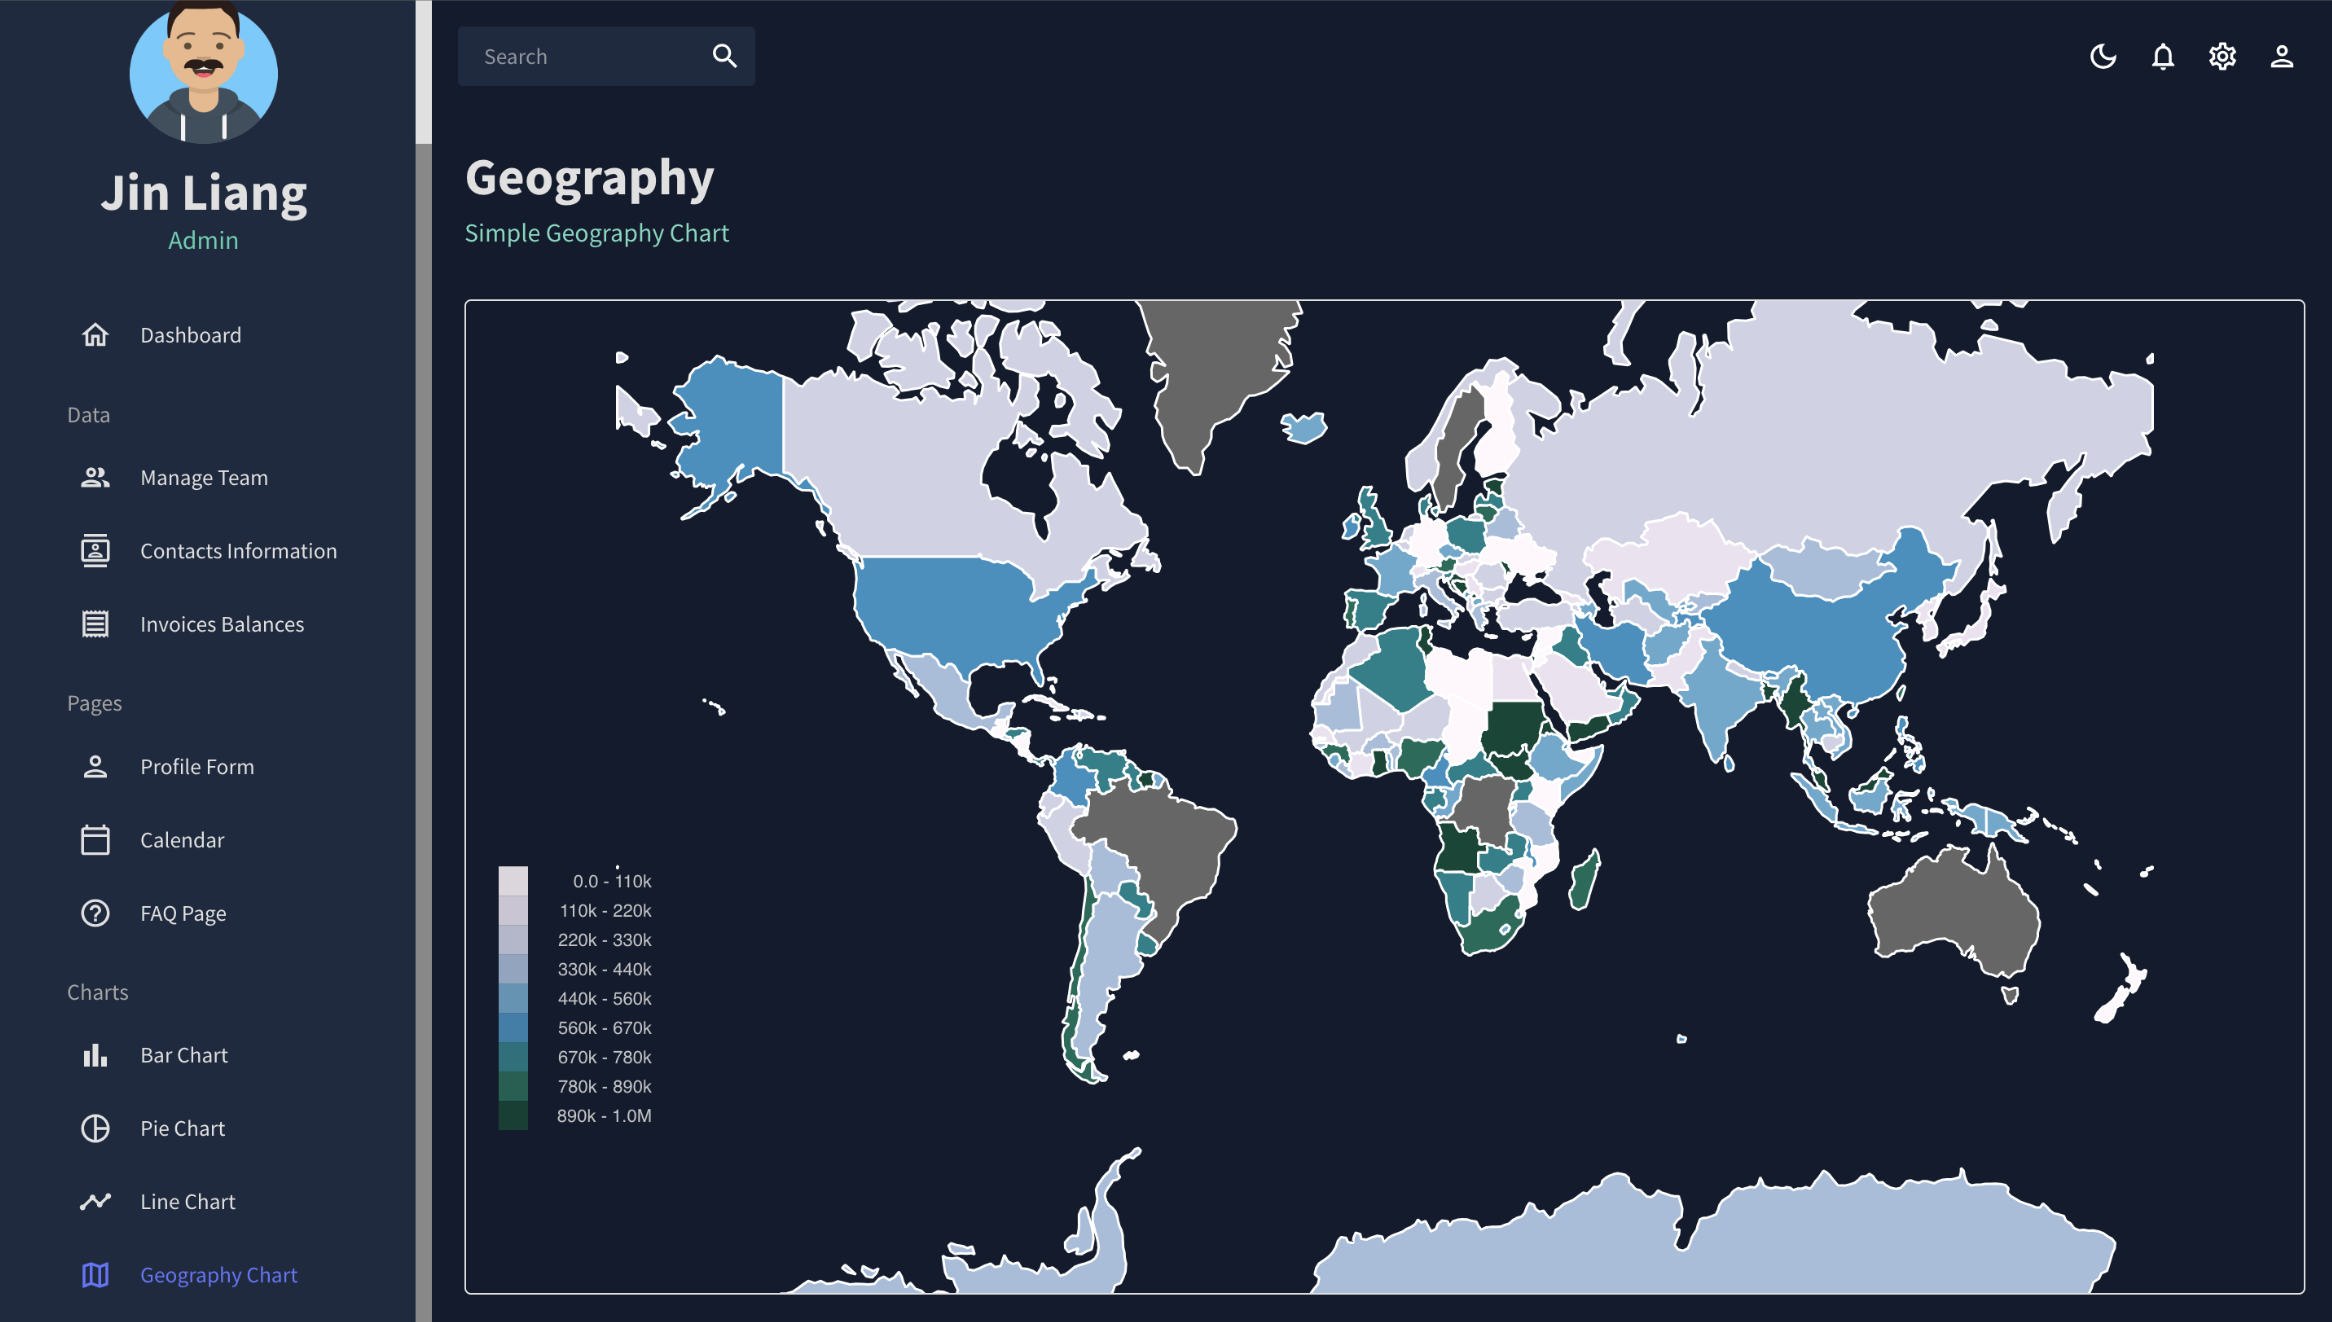 Jin Liang
Admin
Dashboard
Data
Manage Team
Contacts Information
Invoices Balances
Pages
Profile Form
Calendar
FAQ Page
Charts
Bar Chart
Pie Chart
Line Chart
Geography Chart
Search
Geography
Simple Geography Chart
0.0 - 110k
110k - 220k
220k - 330k
330k - 440k
440k - 560k
560k - 670k
670k - 780k
780k - 890k
890k - 1.0M